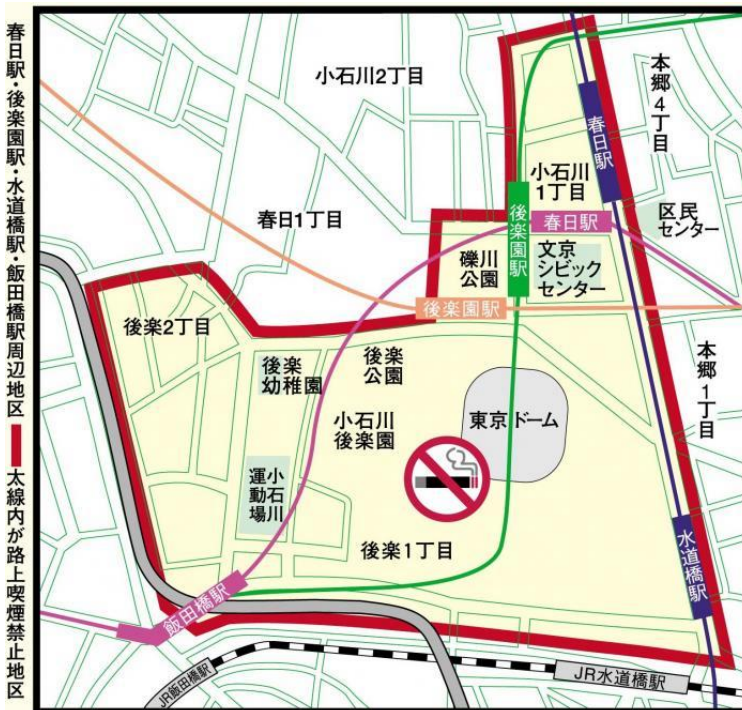 春日駅・後楽園駅・水道橋駅・飯田橋駅周辺地区
太線内が路上喫煙禁止地区
小石川2丁目
本郷4丁目
春日駅
小石川
1丁目
区民
センター
春日1丁目
後楽園駅
春日駅
礫川
公園
文京
シビック
センター
後楽園駅
後楽2丁目
本郷1丁目
後楽
幼稚園
後楽
公園
小石川
後楽園
東京ドーム
小石川
運動場
後楽1丁目
水道橋駅
飯田橋駅
JR飯田橋駅
JR水道橋駅